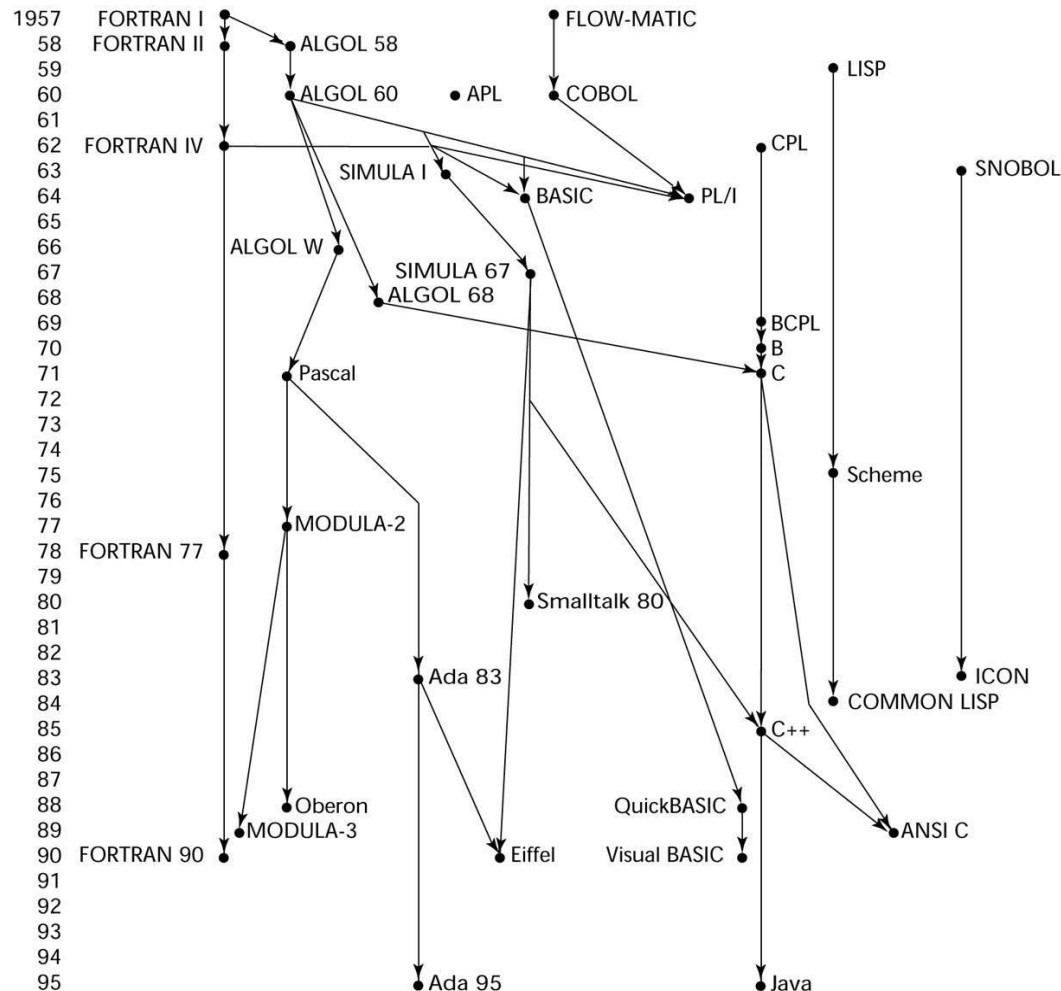 1957 FORTRAN I FLOW-MATIC
58 FORTRAN II ALGOL 58
59 LISP
60 ALGOL 60 APL COBOL
61
62 FORTRAN IV CPL
63 SIMULA I SNOBOL
64 BASIC PL/I
65
66 ALGOL W
67 SIMULA 67
68 ALGOL 68
69 BCPL
70 B
71 Pascal C
72
73
74
75 Scheme
76
77 MODULA-2
78 FORTRAN 77
79
80 Smalltalk 80
81
82
83 Ada 83 ICON
84 COMMON LISP
85 C++
86
87
88 Oberon QuickBASIC
89 MODULA-3 ANSI C
90 FORTRAN 90 Eiffel Visual BASIC
91
92
93
94
95 Ada 95 Java